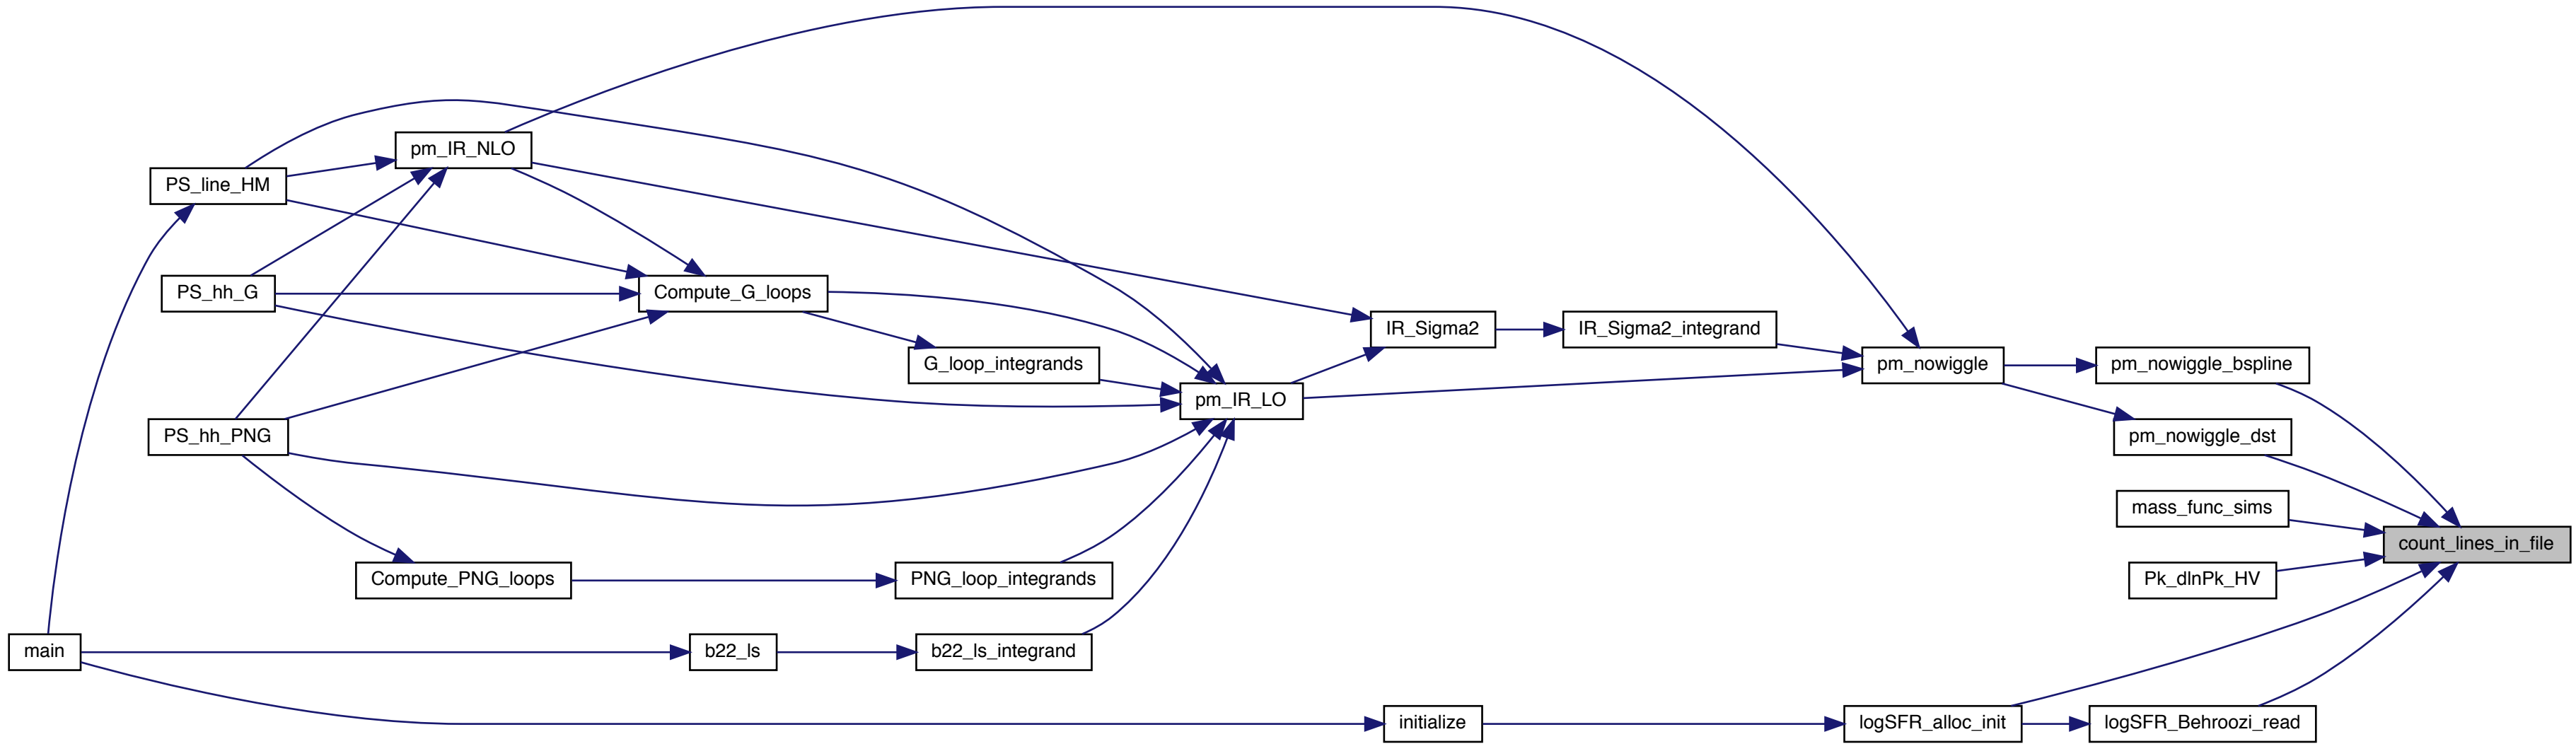 pm_IR_NLO
PS_line_HM
PS_hh_G
Compute_G_loops
IR_Sigma2
IR_Sigma2_integrand
G_loop_integrands
pm_nowiggle
pm_nowiggle_bspline
pm_IR_LO
PS_hh_PNG
pm_nowiggle_dst
mass_func_sims
count_lines_in_file
Compute_PNG_loops
PNG_loop_integrands
Pk_dlnPk_HV
main
b22_ls
b22_ls_integrand
initialize
logSFR_alloc_init
logSFR_Behroozi_read